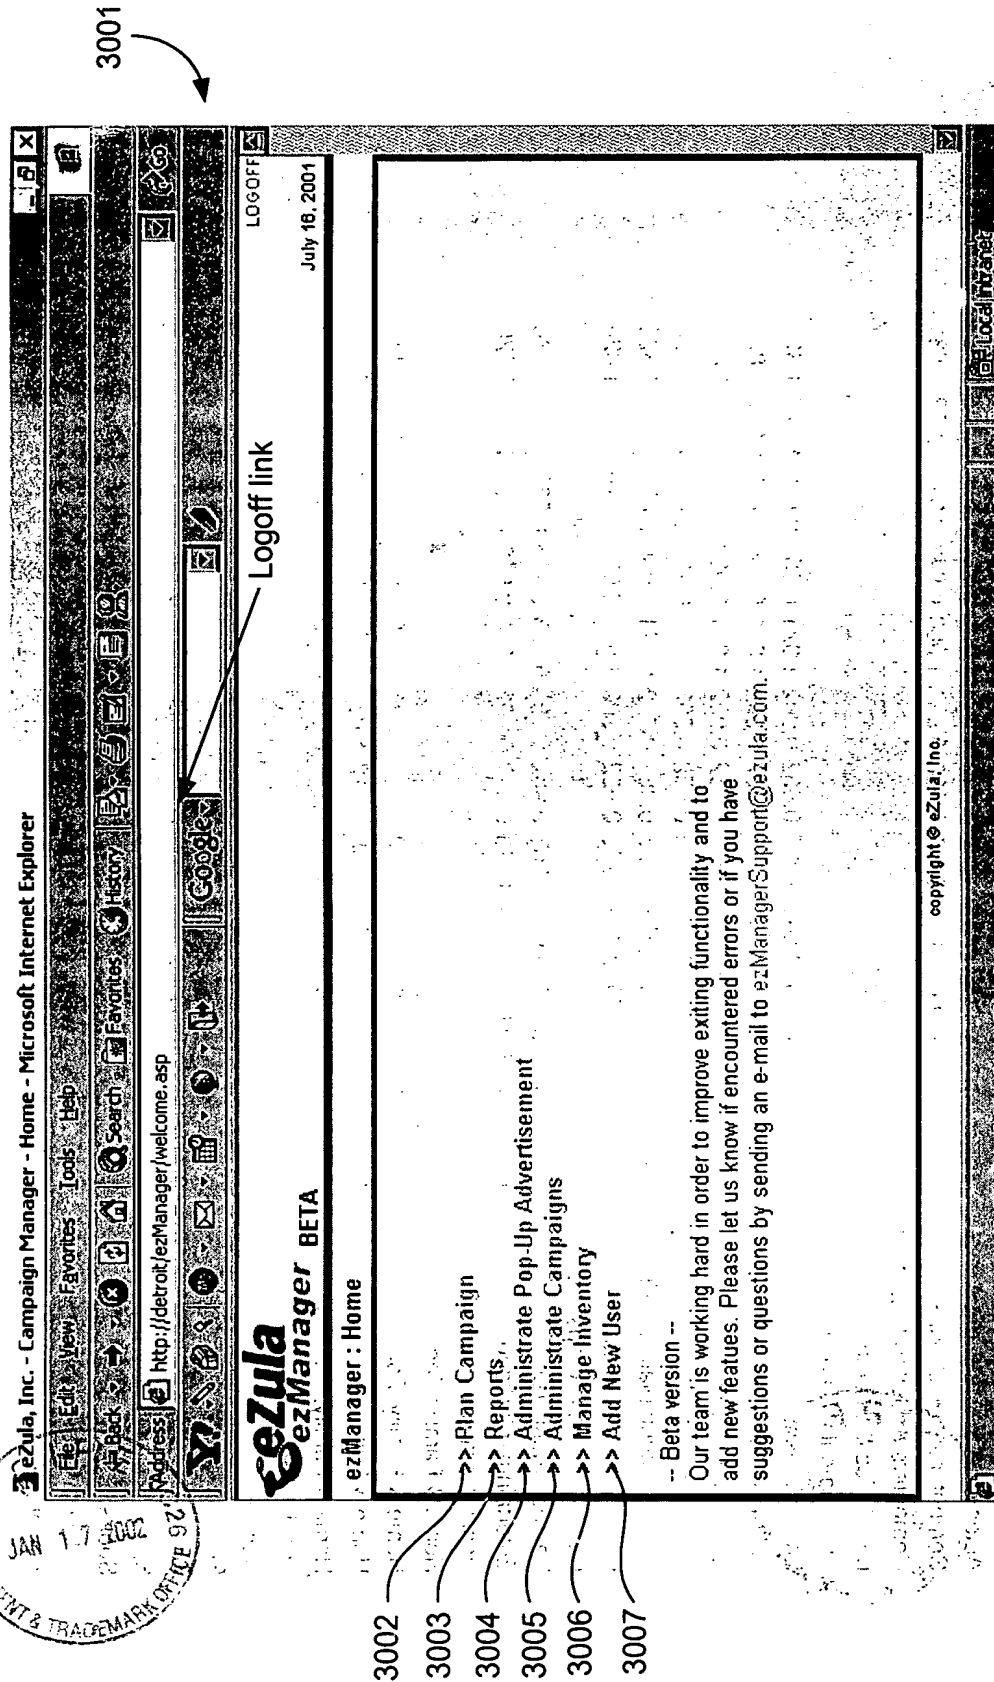 3001
eZula, Inc. - Campaign Manager - Home - Microsoft Internet Explorer
File Edit View Favorites Tools Help
Back Search Favorites History
Address http://detroit/ezManager/welcome.asp Go
Y! Google
Logoff link
eZula
ezManager BETA
LOGOFF
July 16, 2001
ezManager : Home
3002 >> Plan Campaign
3003 >> Reports
3004 >> Administrate Pop-Up Advertisement
3005 >> Administrate Campaigns
3006 >> Manage Inventory
3007 >> Add New User
-- Beta version --
Our team is working hard in order to improve exiting functionality and to
add new features. Please let us know if encountered errors or if you have
suggestions or questions by sending an e-mail to ezManagerSupport@ezula.com.
copyright © eZula, Inc.
Local intranet
JAN 17 2002
& TRADEMARK OFFICE
26